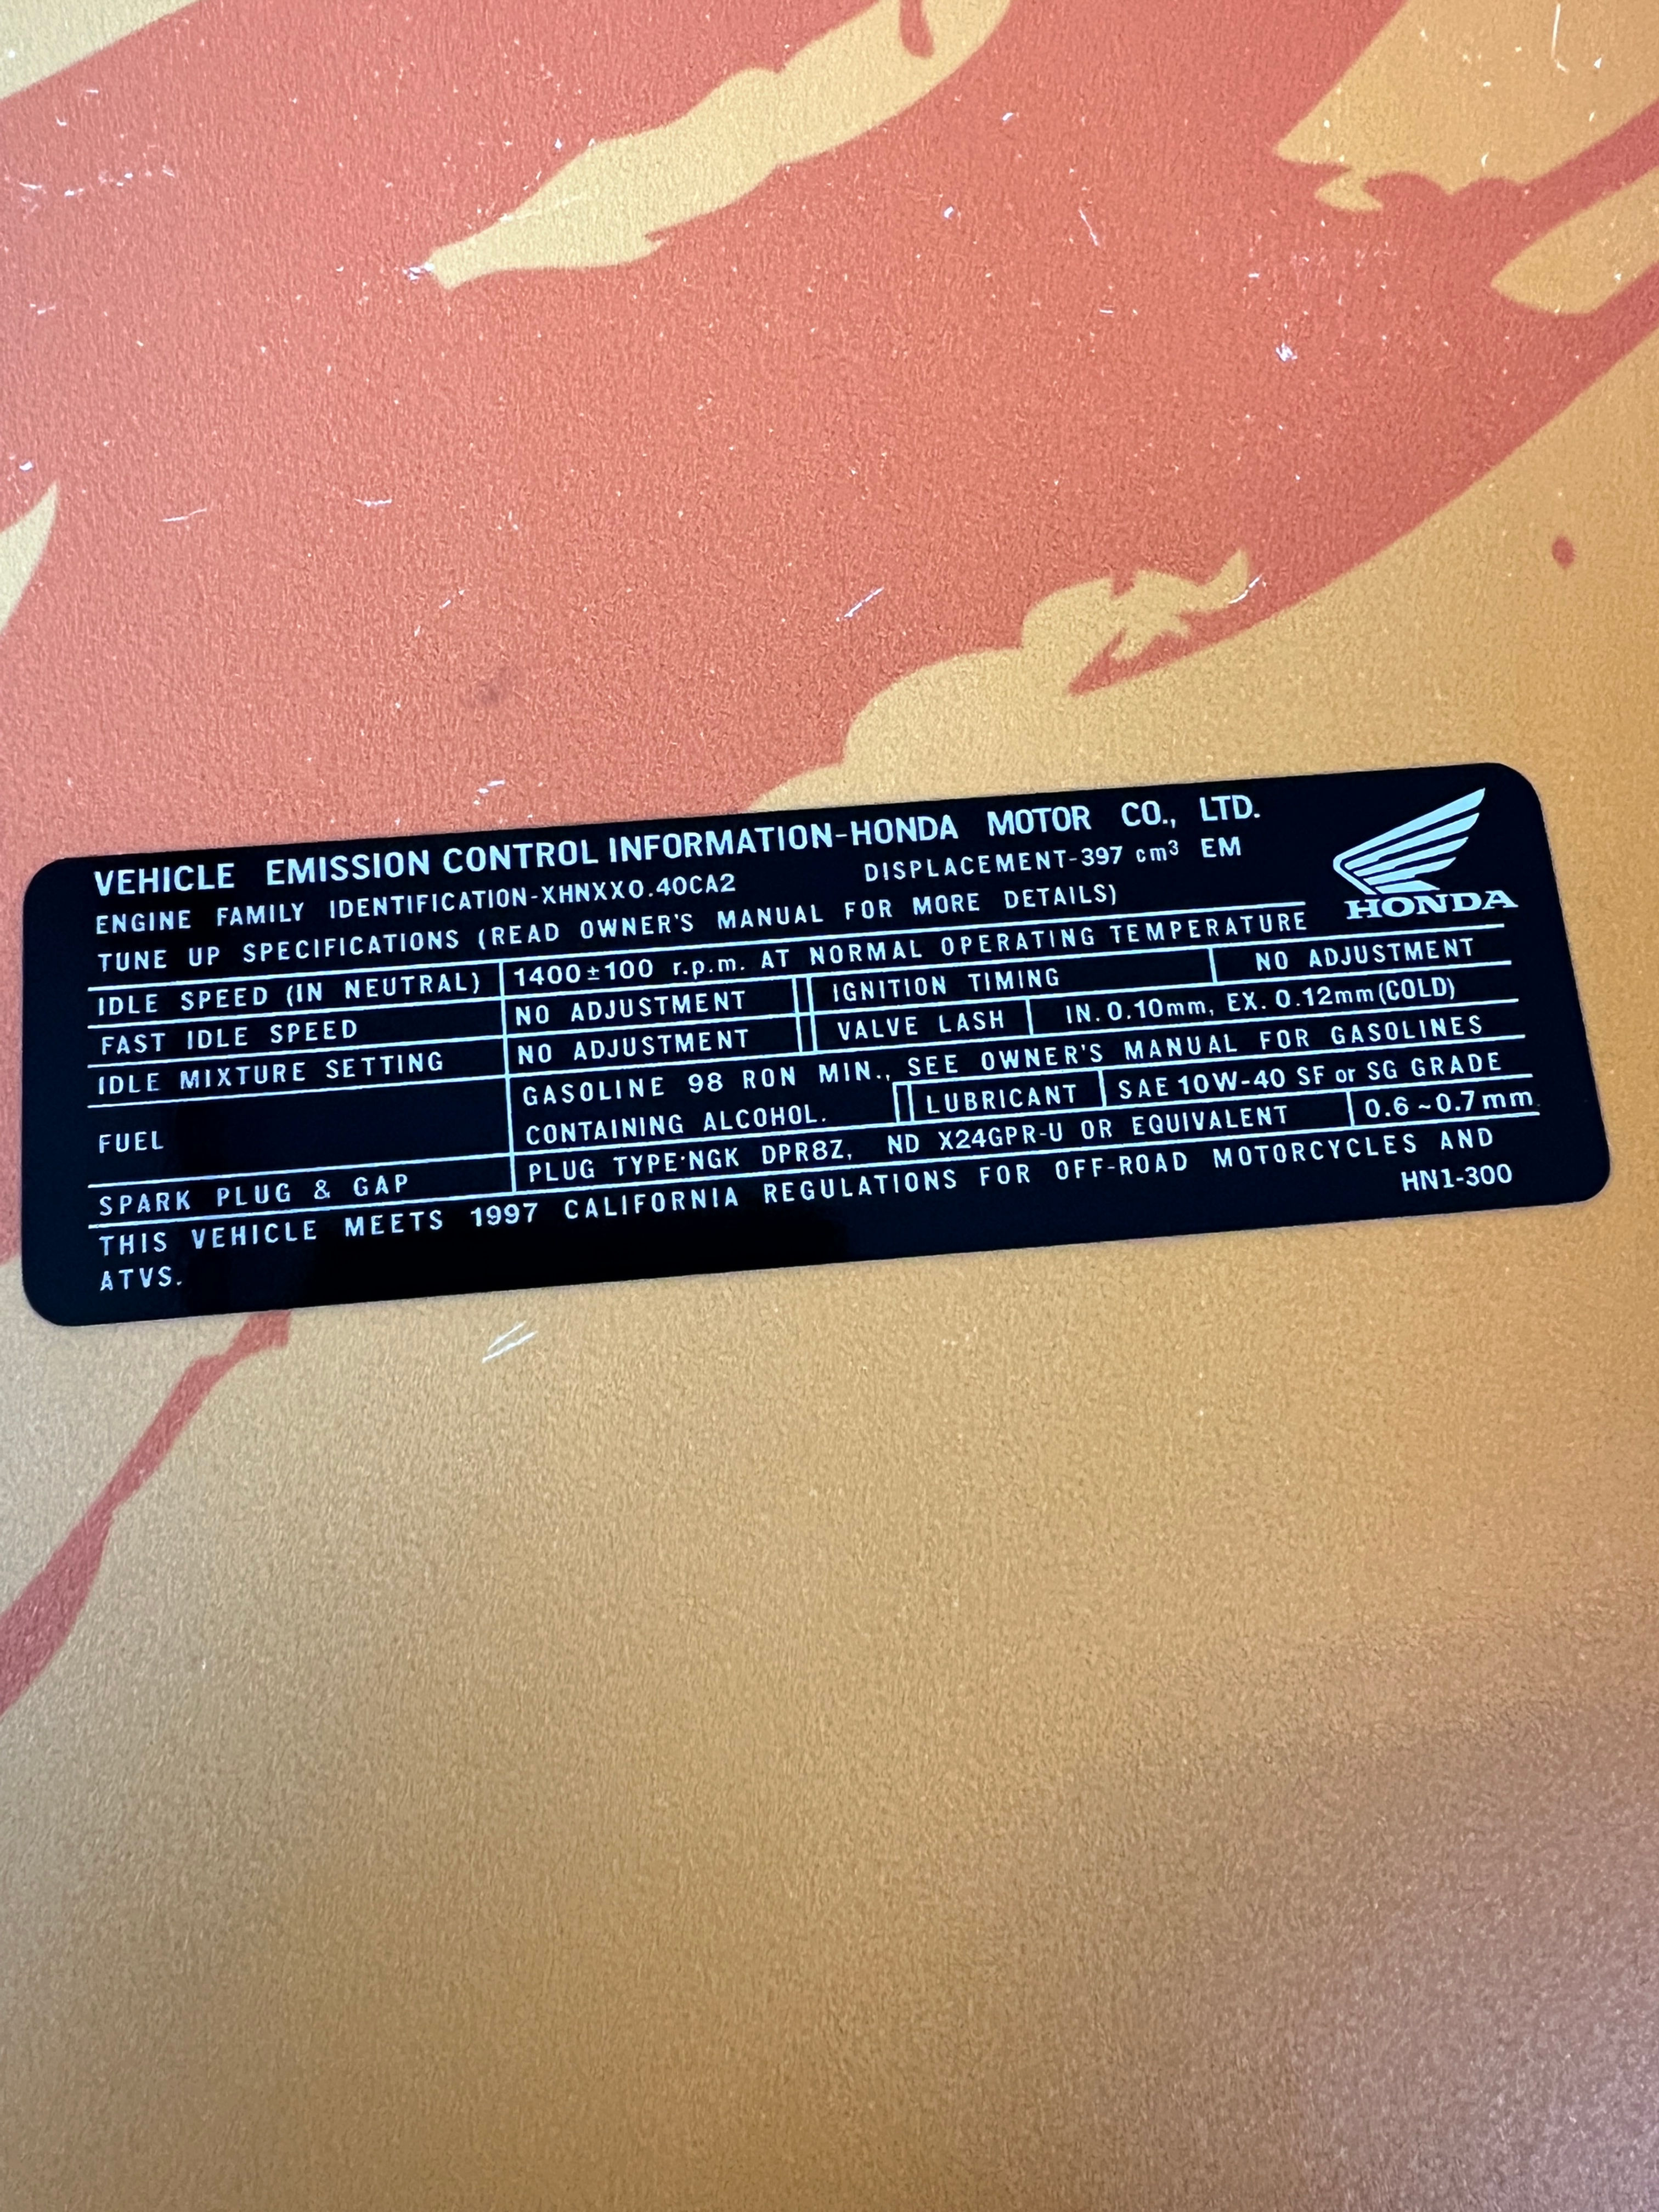 VEHICLE EMISSION CONTROL INFORMATION-HONDA MOTOR CO., LTD.
ENGINE FAMILY IDENTIFICATION-XHNXX0.40CA2 DISPLACEMENT-397 cm³ EM
HONDA
TUNE UP SPECIFICATIONS (READ OWNER'S MANUAL FOR MORE DETAILS)
IDLE SPEED (IN NEUTRAL) 1400±100 r.p.m. AT NORMAL OPERATING TEMPERATURE
FAST IDLE SPEED NO ADJUSTMENT IGNITION TIMING NO ADJUSTMENT
IDLE MIXTURE SETTING NO ADJUSTMENT VALVE LASH IN. 0.10mm, EX. 0.12mm(COLD)
FUEL GASOLINE 98 RON MIN., SEE OWNER'S MANUAL FOR GASOLINES
CONTAINING ALCOHOL. LUBRICANT SAE 10W-40 SF or SG GRADE
SPARK PLUG & GAP PLUG TYPE·NGK DPR8Z, ND X24GPR-U OR EQUIVALENT 0.6~0.7mm
THIS VEHICLE MEETS 1997 CALIFORNIA REGULATIONS FOR OFF-ROAD MOTORCYCLES AND
ATVS. HN1-300